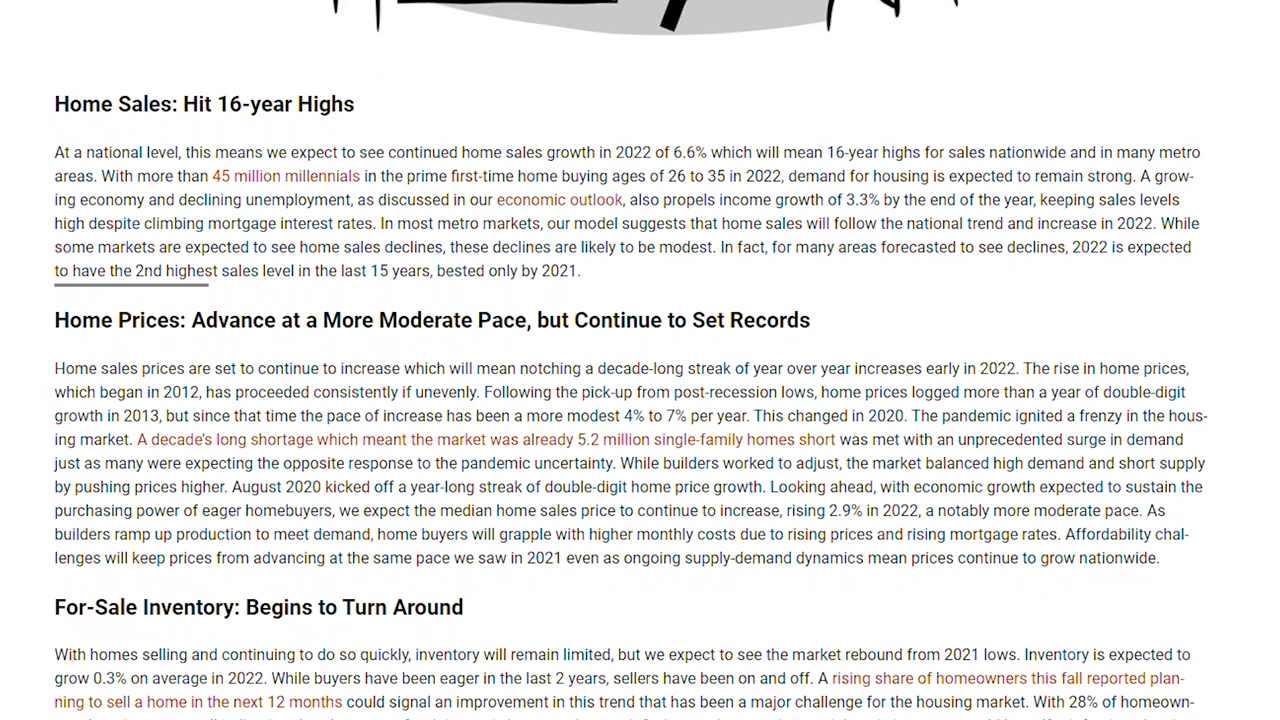 Home Sales: Hit 16-year Highs
At a national level, this means we expect to see continued home sales growth in 2022 of 6.6% which will mean 16-year highs for sales nationwide and in many metro
areas. With more than 45 million millennials in the prime first-time home buying ages of 26 to 35 in 2022, demand for housing is expected to remain strong. A grow-
ing economy and declining unemployment, as discussed in our economic outlook, also propels income growth of 3.3% by the end of the year, keeping sales levels
high despite climbing mortgage interest rates. In most metro markets, our model suggests that home sales will follow the national trend and increase in 2022. While
some markets are expected to see home sales declines, these declines are likely to be modest. In fact, for many areas forecasted to see declines, 2022 is expected
to have the 2nd highest sales level in the last 15 years, bested only by 2021.
Home Prices: Advance at a More Moderate Pace, but Continue to Set Records
Home sales prices are set to continue to increase which will mean notching a decade-long streak of year over year increases early in 2022. The rise in home prices,
which began in 2012, has proceeded consistently if unevenly. Following the pick-up from post-recession lows, home prices logged more than a year of double-digit
growth in 2013, but since that time the pace of increase has been a more modest 4% to 7% per year. This changed in 2020. The pandemic ignited a frenzy in the hous-
ing market. A decade's long shortage which meant the market was already 5.2 million single-family homes short was met with an unprecedented surge in demand
just as many were expecting the opposite response to the pandemic uncertainty. While builders worked to adjust, the market balanced high demand and short supply
by pushing prices higher. August 2020 kicked off a year-long streak of double-digit home price growth. Looking ahead, with economic growth expected to sustain the
purchasing power of eager homebuyers, we expect the median home sales price to continue to increase, rising 2.9% in 2022, a notably more moderate pace. As
builders ramp up production to meet demand, home buyers will grapple with higher monthly costs due to rising prices and rising mortgage rates. Affordability chal-
lenges will keep prices from advancing at the same pace we saw in 2021 even as ongoing supply-demand dynamics mean prices continue to grow nationwide.
For-Sale Inventory: Begins to Turn Around
With homes selling and continuing to do so quickly, inventory will remain limited, but we expect to see the market rebound from 2021 lows. Inventory is expected to
grow 0.3% on average in 2022. While buyers have been eager in the last 2 years, sellers have been on and off. A rising share of homeowners this fall reported plan-
ning to sell a home in the next 12 months could signal an improvement in this trend that has been a major challenge for the housing market. With 28% of homeown-